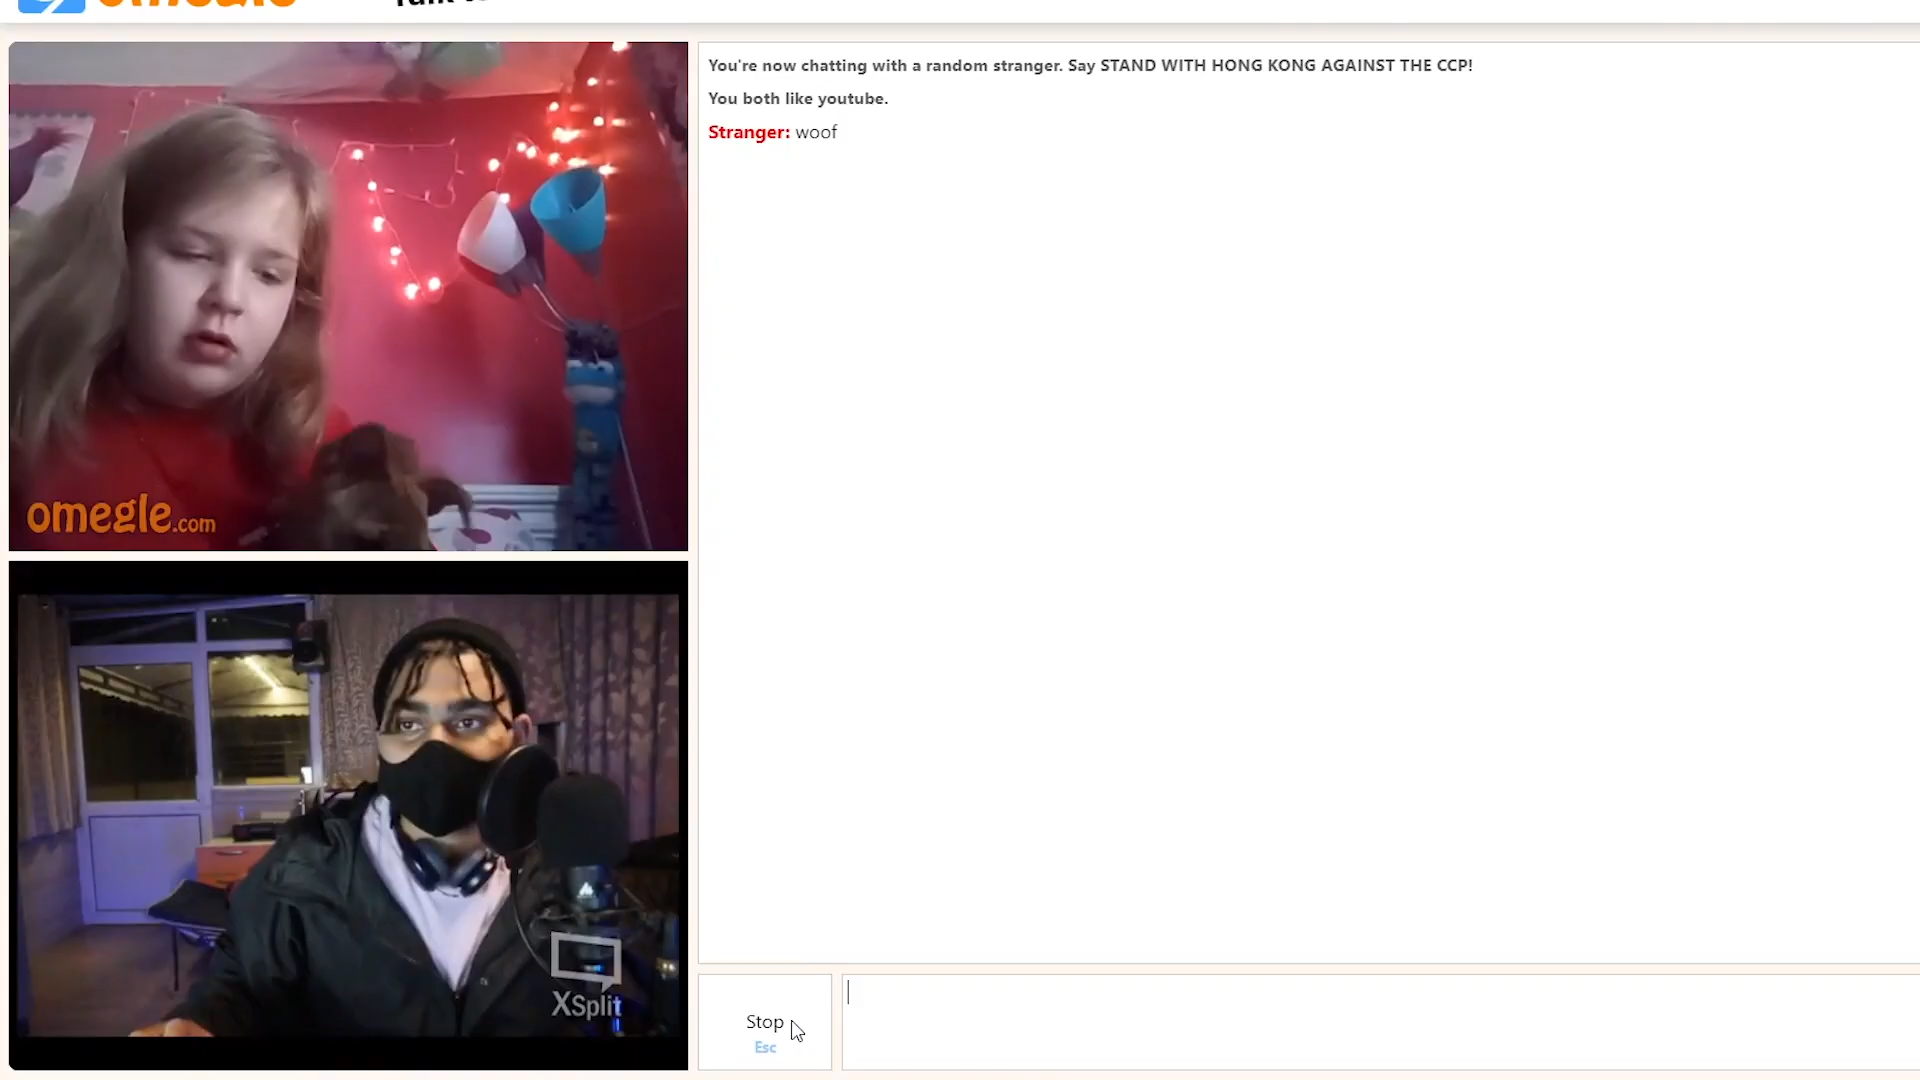 omegle
You're now chatting with a random stranger. Say STAND WITH HONG KONG AGAINST THE CCP!
You both like youtube.
Stranger: woof
omegle.com
XSplit
Stop
Esc